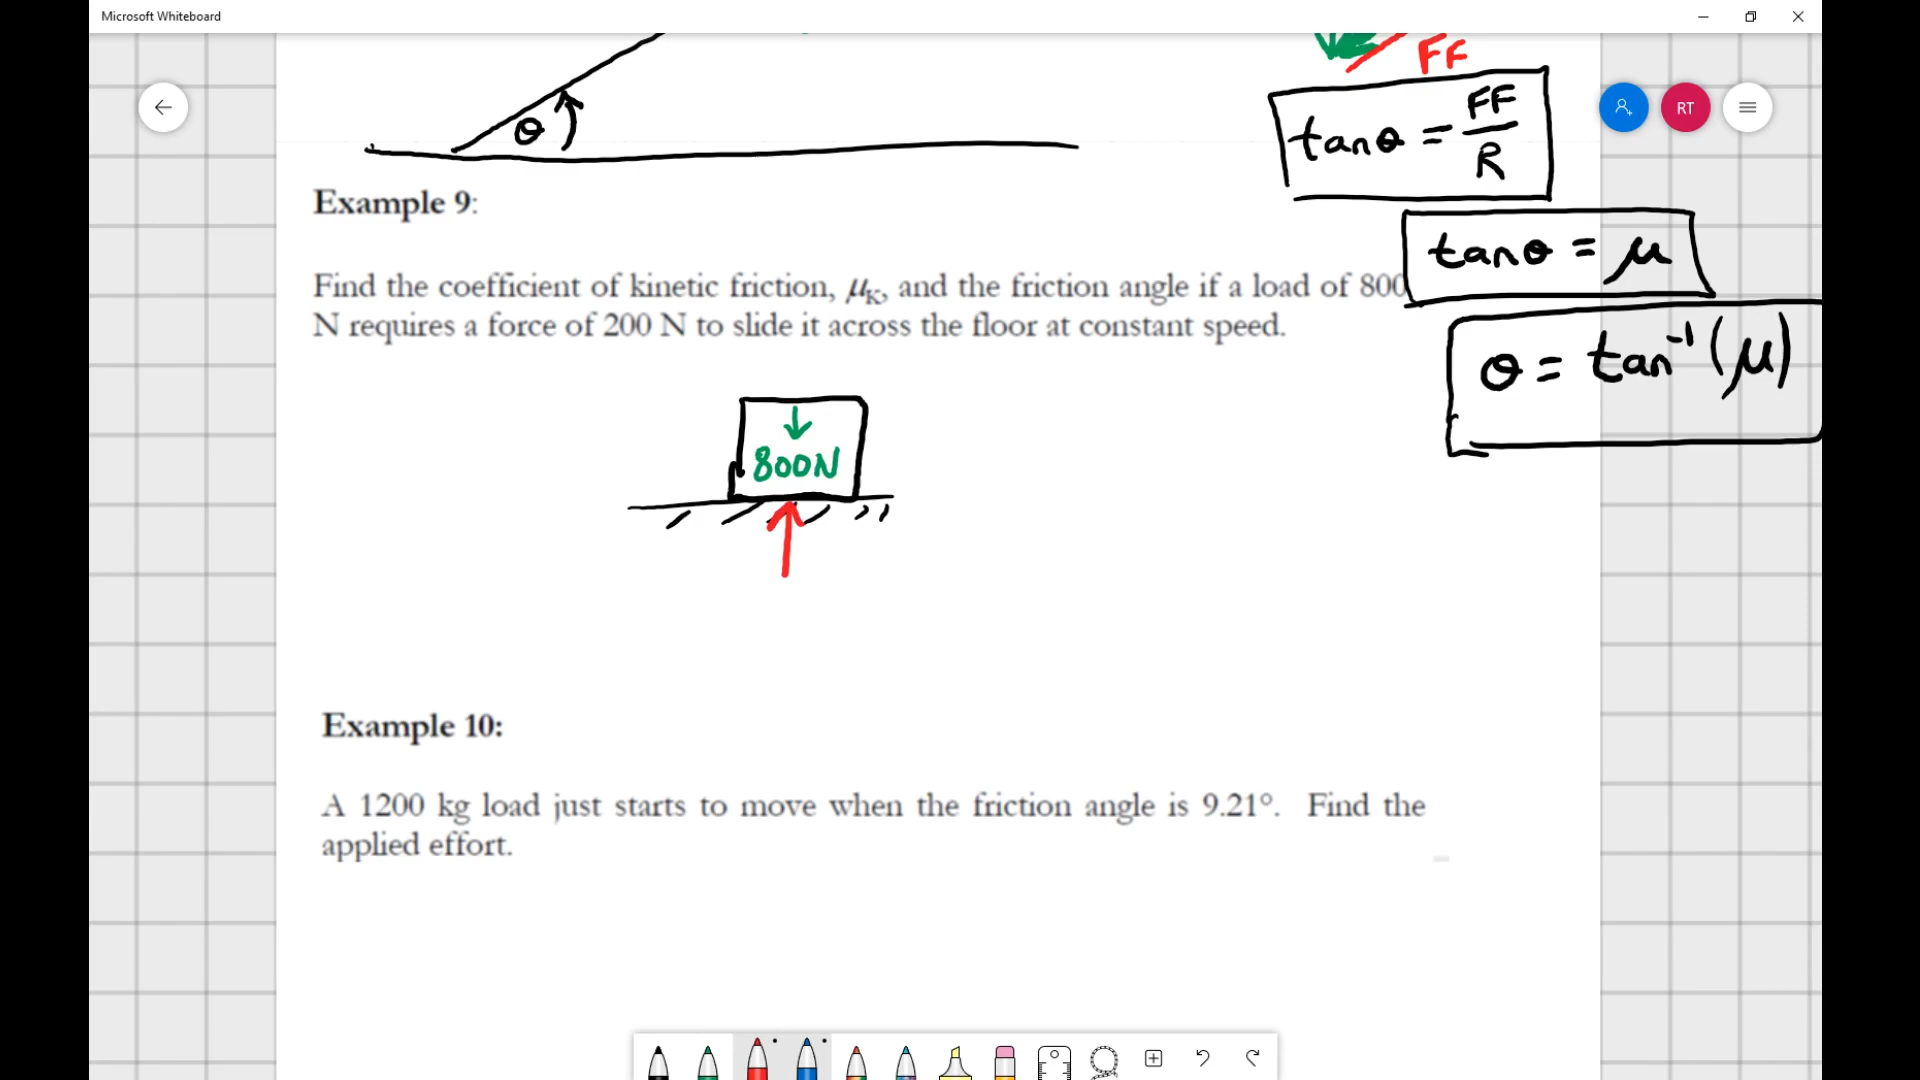 Microsoft Whiteboard
FF
RT
θ
tanθ = FF/R
Example 9:
tanθ = μ
Find the coefficient of kinetic friction, μK, and the friction angle if a load of 800
N requires a force of 200 N to slide it across the floor at constant speed.
θ = tan⁻¹(μ)
800N
Example 10:
A 1200 kg load just starts to move when the friction angle is 9.21°. Find the
applied effort.